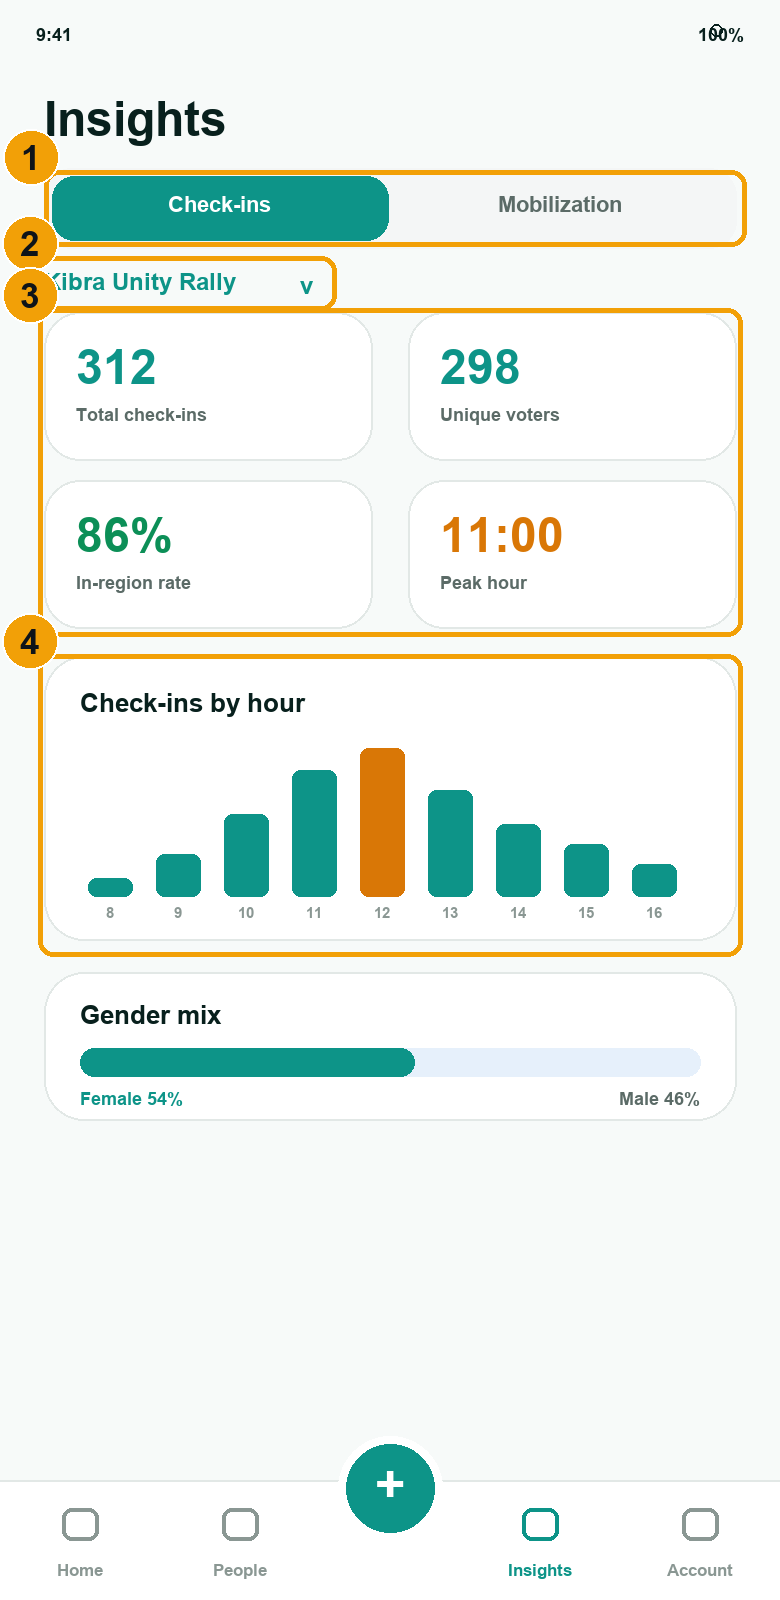 9:41 100%
Insights
1
Check-ins Mobilization
2
Kibra Unity Rally v
3
312 298
Total check-ins Unique voters
86% 11:00
In-region rate Peak hour
4
Check-ins by hour
8 9 10 11 12 13 14 15 16
Gender mix
Female 54% Male 46%
+
Home People Insights Account